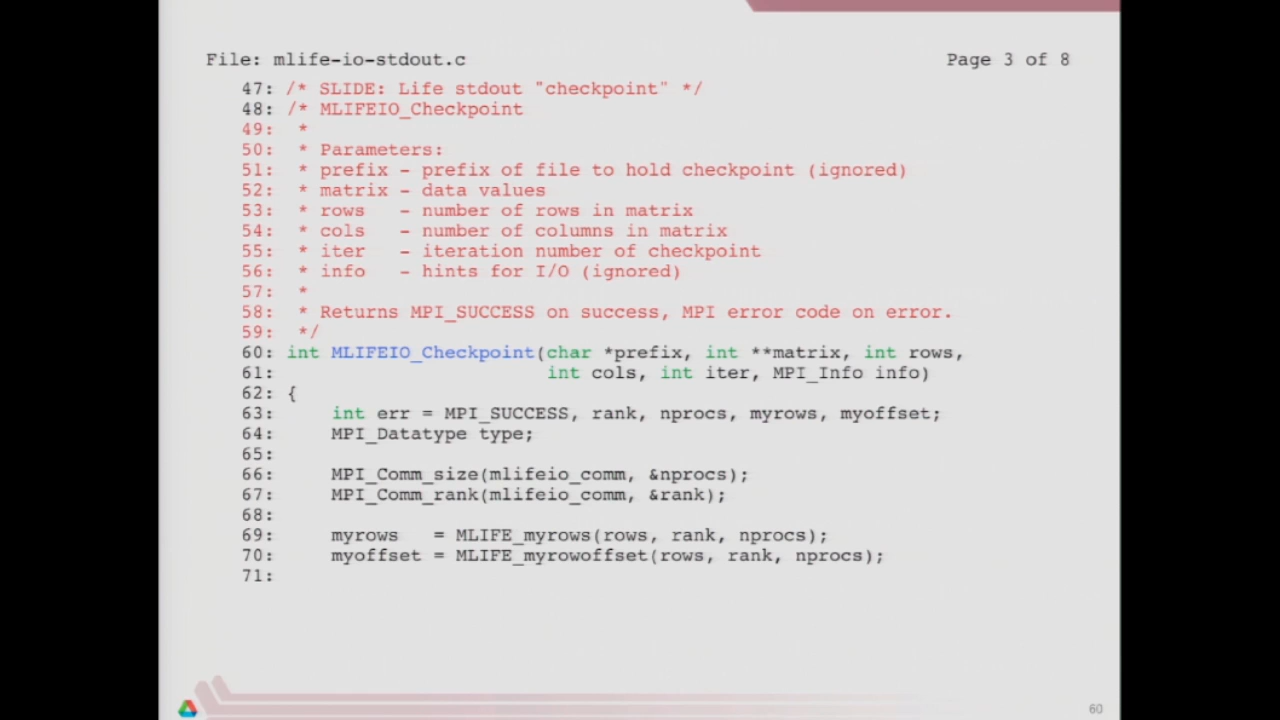 File: mlife-io-stdout.c Page 3 of 8
47: /* SLIDE: Life stdout "checkpoint" */
48: /* MLIFEIO_Checkpoint
49:  *
50:  * Parameters:
51:  * prefix - prefix of file to hold checkpoint (ignored)
52:  * matrix - data values
53:  * rows   - number of rows in matrix
54:  * cols   - number of columns in matrix
55:  * iter   - iteration number of checkpoint
56:  * info   - hints for I/O (ignored)
57:  *
58:  * Returns MPI_SUCCESS on success, MPI error code on error.
59:  */
60: int MLIFEIO_Checkpoint(char *prefix, int **matrix, int rows,
61:                        int cols, int iter, MPI_Info info)
62: {
63:     int err = MPI_SUCCESS, rank, nprocs, myrows, myoffset;
64:     MPI_Datatype type;
65:
66:     MPI_Comm_size(mlifeio_comm, &nprocs);
67:     MPI_Comm_rank(mlifeio_comm, &rank);
68:
69:     myrows   = MLIFE_myrows(rows, rank, nprocs);
70:     myoffset = MLIFE_myrowoffset(rows, rank, nprocs);
71:
60